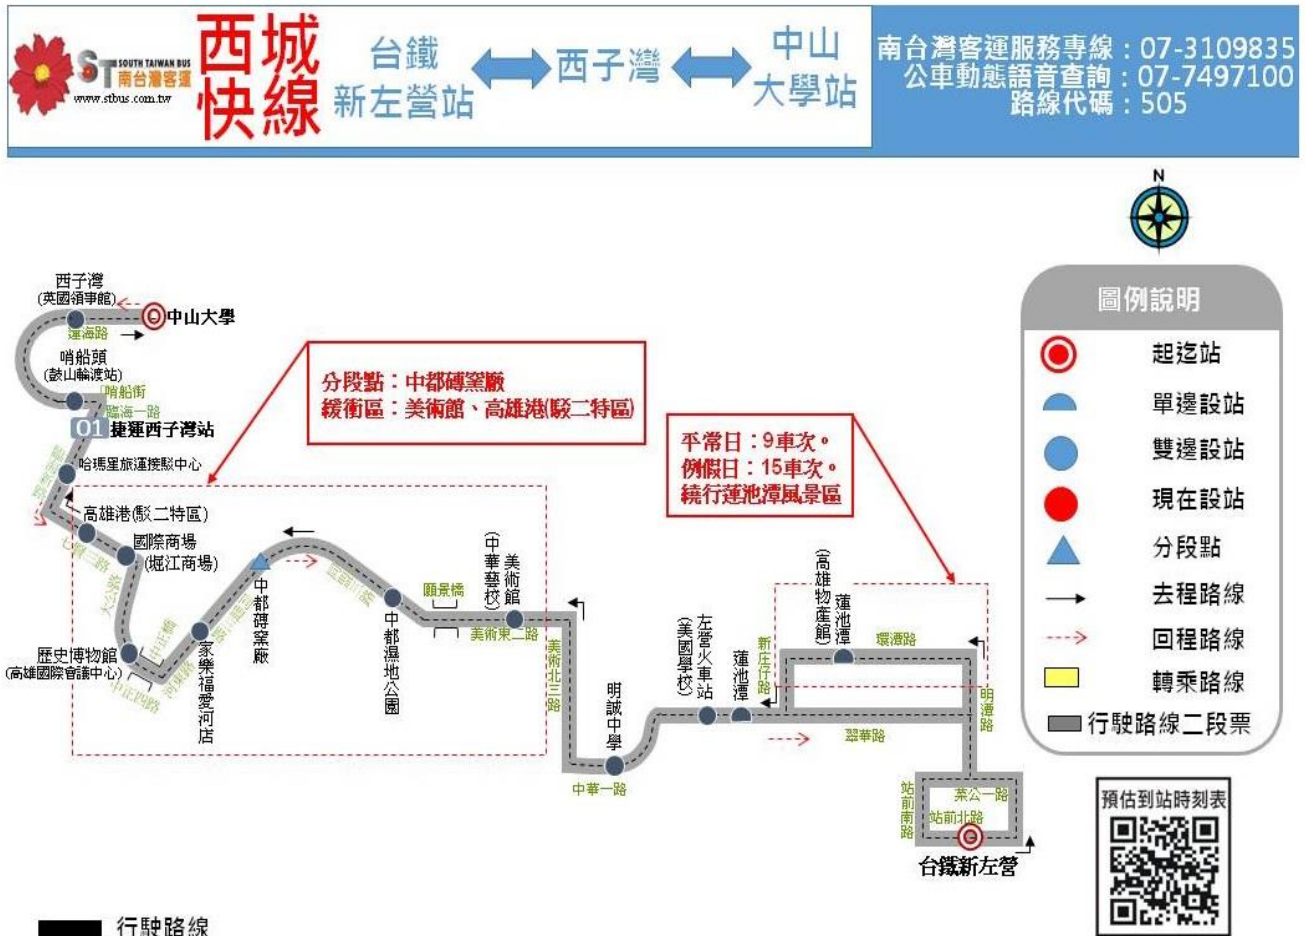 ST SOUTH TAIWAN BUS
南台灣客運
www.stbus.com.tw
西城
快線
台鐵
新左營站
西子灣
中山
大學站
南台灣客運服務專線：07-3109835
公車動態語音查詢：07-7497100
路線代碼：505
N
圖例說明
起迄站
單邊設站
雙邊設站
現在設站
分段點
去程路線
回程路線
轉乘路線
行駛路線二段票
預估到站時刻表
西子灣
(英國領事館)
中山大學
蓮海路
哨船頭
(鼓山輪渡站)
哨船街
臨海一路
O1 捷運西子灣站
哈瑪星旅運接駁中心
高雄港(駁二特區)
七賢三路
國際商場
(堀江商場)
大公路
歷史博物館
(高雄國際會議中心)
中正橋
中正四路
河東路
家樂福愛河店
中都磚窯廠
中都濕地公園
願景橋
美術館
(中華藝校)
美術東二路
美術北三路
明誠中學
中華一路
左營火車站
(美國學校)
蓮池潭
新庄仔路
蓮池潭
(高雄物產館)
環潭路
明潭路
翠華路
站前南路
菜公一路
站前北路
台鐵新左營
分段點：中都磚窯廠
緩衝區：美術館、高雄港(駁二特區)
平常日：9車次。
例假日：15車次。
繞行蓮池潭風景區
行駛路線